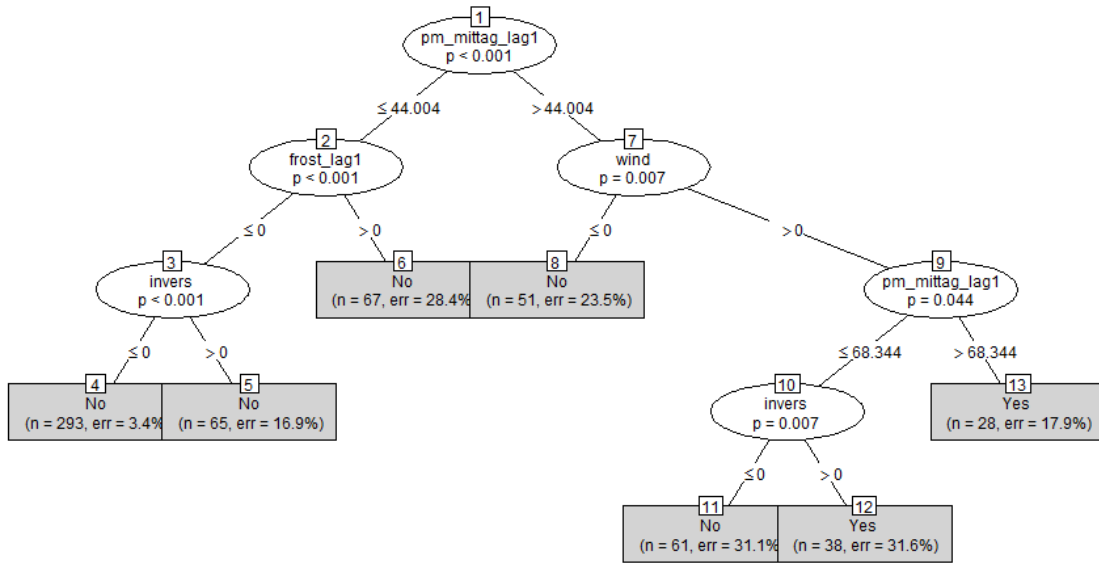 1
pm_mittag_lag1
p < 0.001
≤ 44.004
> 44.004
2
frost_lag1
p < 0.001
7
wind
p = 0.007
≤ 0
> 0
≤ 0
> 0
3
invers
p < 0.001
6
No
(n = 67, err = 28.4%
8
No
(n = 51, err = 23.5%)
9
pm_mittag_lag1
p = 0.044
≤ 0
> 0
≤ 68.344
> 68.344
4
No
(n = 293, err = 3.4%
5
No
(n = 65, err = 16.9%)
10
invers
p = 0.007
13
Yes
(n = 28, err = 17.9%)
≤ 0
> 0
11
No
(n = 61, err = 31.1%
12
Yes
(n = 38, err = 31.6%)